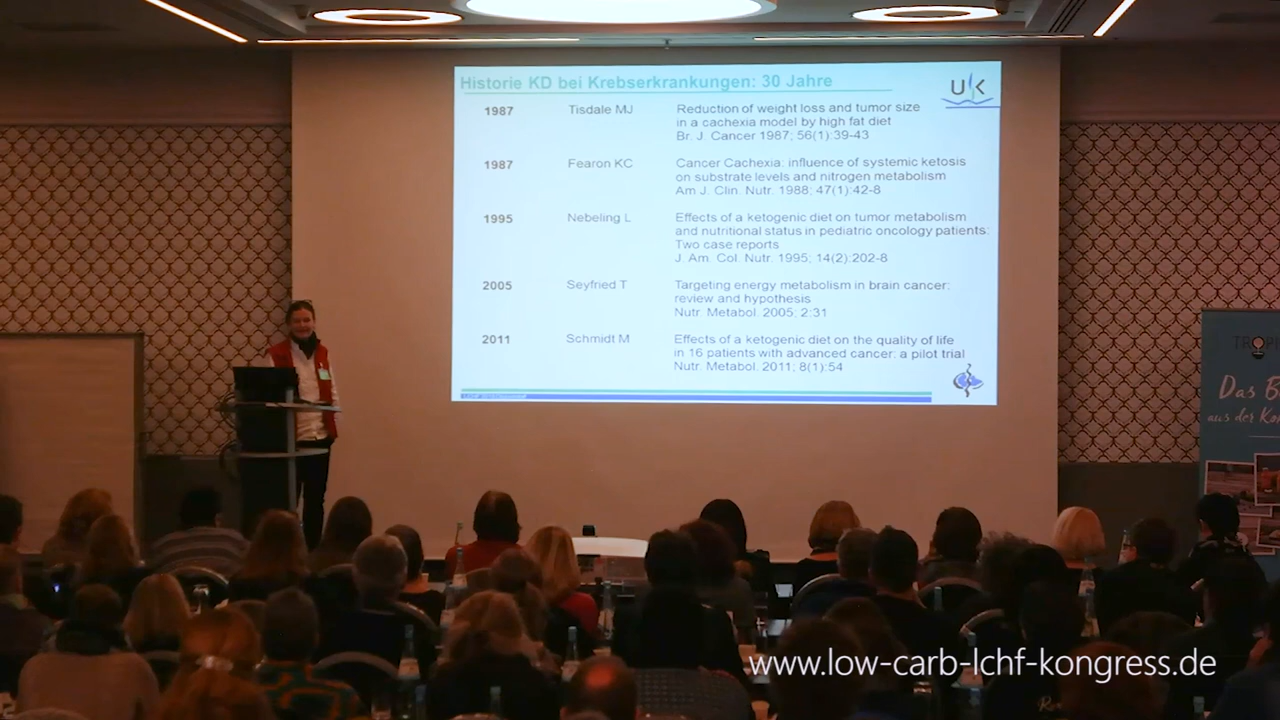 Historie KD bei Krebserkrankungen: 30 Jahre
UK
1987 Tisdale MJ Reduction of weight loss and tumor size
in a cachexia model by high fat diet
Br. J. Cancer 1987; 56(1):39-43
1987 Fearon KC Cancer Cachexia: influence of systemic ketosis
on substrate levels and nitrogen metabolism
Am J. Clin. Nutr. 1988; 47(1):42-8
1995 Nebeling L Effects of a ketogenic diet on tumor metabolism
and nutritional status in pediatric oncology patients:
Two case reports
J. Am. Col. Nutr. 1995; 14(2):202-8
2005 Seyfried T Targeting energy metabolism in brain cancer:
review and hypothesis
Nutr. Metabol. 2005; 2:31
2011 Schmidt M Effects of a ketogenic diet on the quality of life
in 16 patients with advanced cancer: a pilot trial
Nutr. Metabol. 2011; 8(1):54
Das
aus der
www.low-carb-lchf-kongress.de